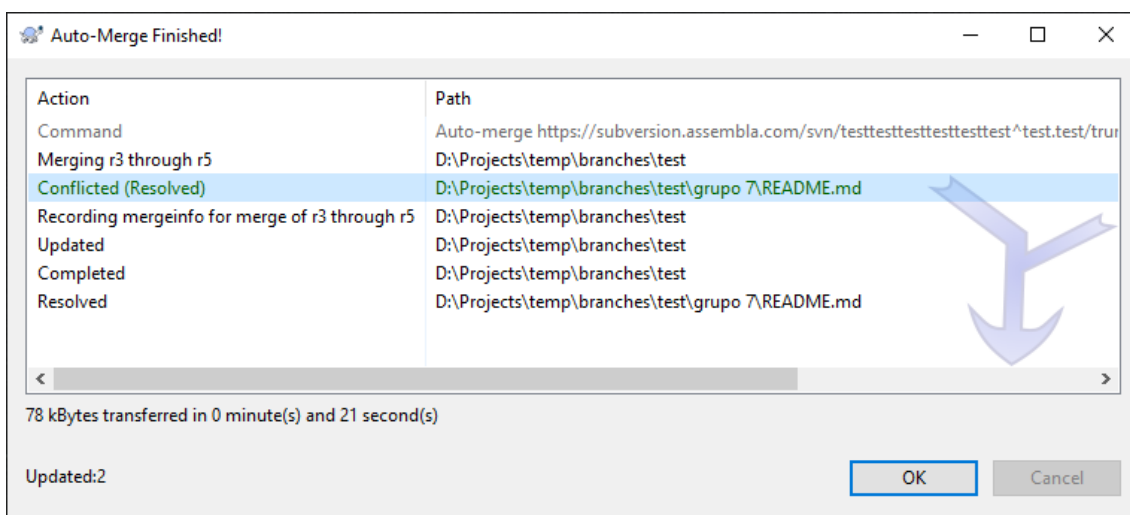 Auto-Merge Finished!
Action Path
Command Auto-merge https://subversion.assembla.com/svn/testtesttesttesttesttest^test.test/trun
Merging r3 through r5 D:\Projects\temp\branches\test
Conflicted (Resolved) D:\Projects\temp\branches\test\grupo 7\README.md
Recording mergeinfo for merge of r3 through r5 D:\Projects\temp\branches\test
Updated D:\Projects\temp\branches\test
Completed D:\Projects\temp\branches\test
Resolved D:\Projects\temp\branches\test\grupo 7\README.md
78 kBytes transferred in 0 minute(s) and 21 second(s)
Updated:2
OK Cancel